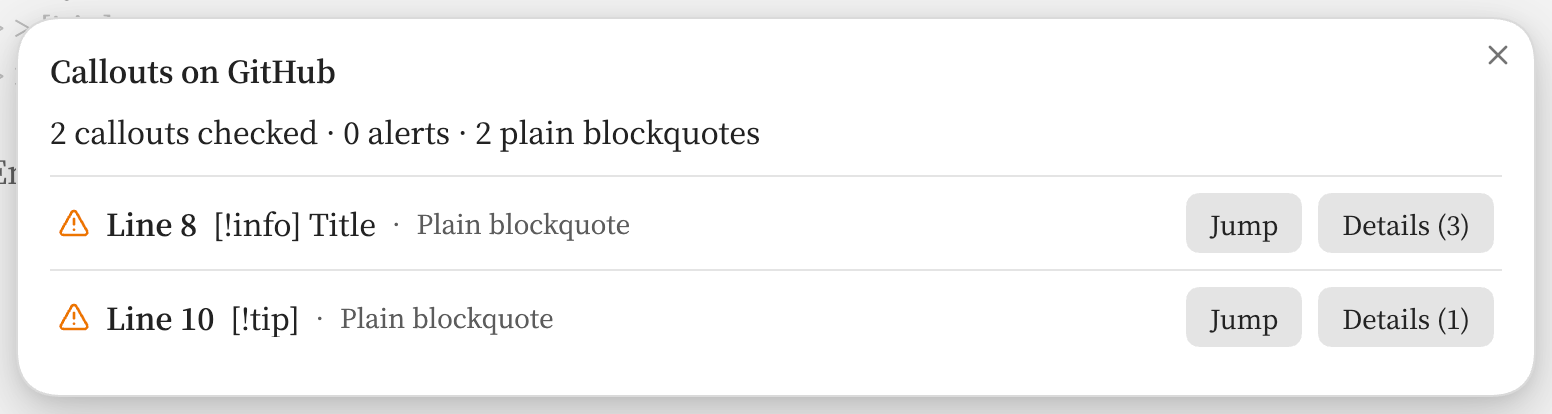 Callouts on GitHub
2 callouts checked · 0 alerts · 2 plain blockquotes
Line 8 [!info] Title · Plain blockquote Jump Details (3)
Line 10 [!tip] · Plain blockquote Jump Details (1)